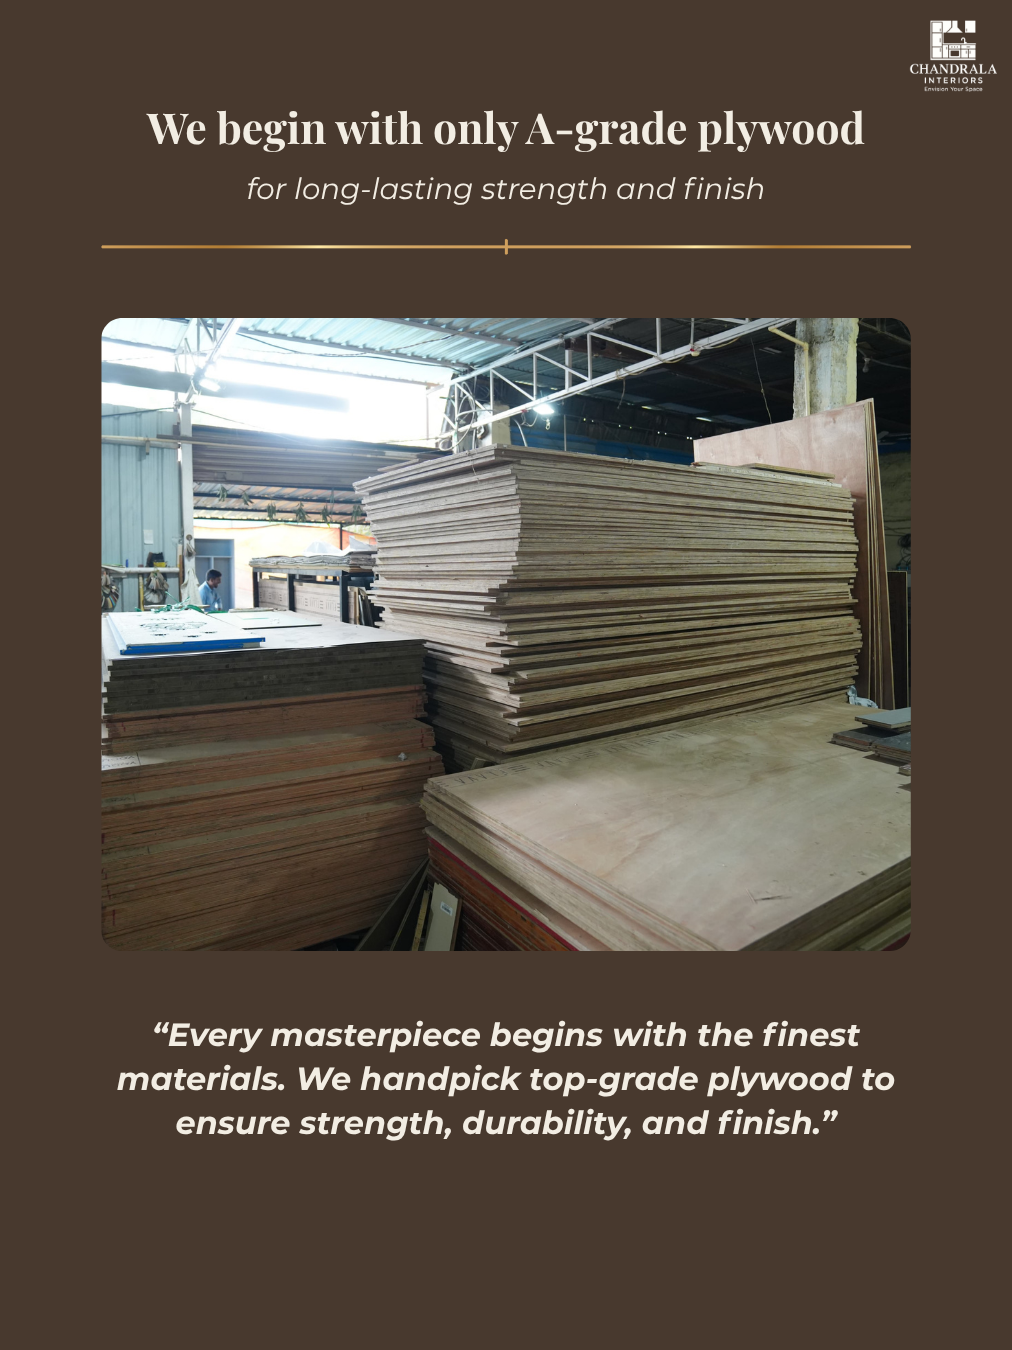 CHANDRALA
INTERIORS
Envision Your Space
We begin with only A-grade plywood
for long-lasting strength and finish
“Every masterpiece begins with the finest
materials. We handpick top-grade plywood to
ensure strength, durability, and finish.”